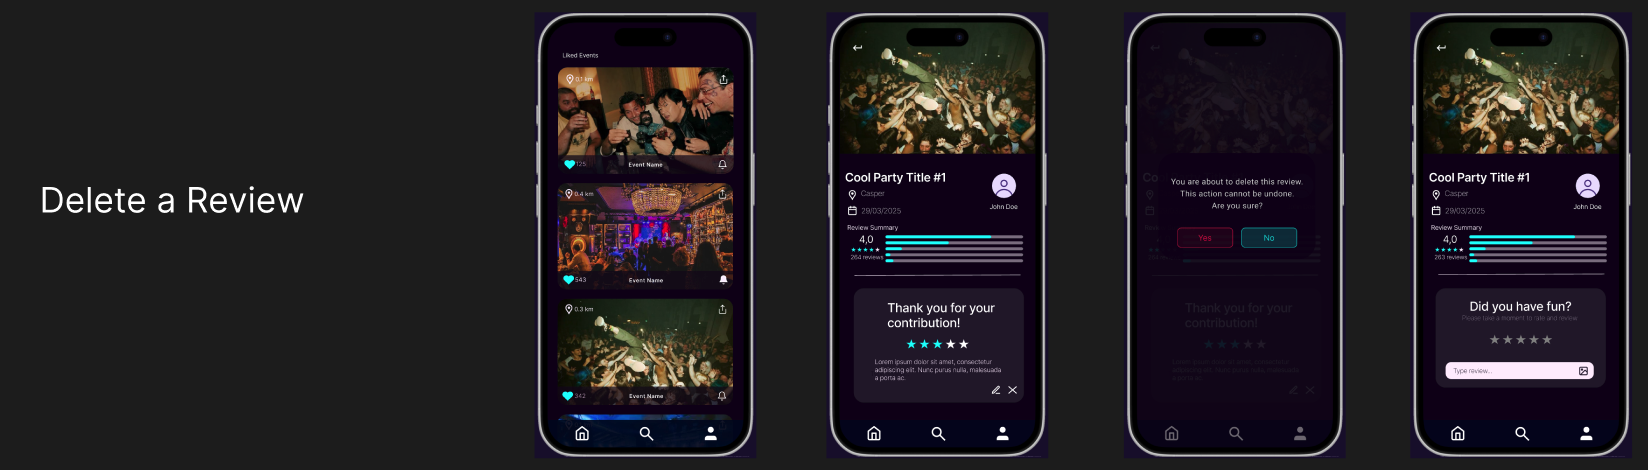 Delete a Review
Liked Events
0.1 km
125
Event Name
0.4 km
543
Event Name
0.3 km
342
Event Name
Cool Party Title #1
Casper
29/03/2025
John Doe
Review Summary
4,0
264 reviews
Thank you for your
contribution!
Lorem ipsum dolor sit amet, consectetur
adipiscing elit. Nunc purus nulla, malesuada
a porta ac.
You are about to delete this review.
This action cannot be undone.
Are you sure?
Yes
No
Thank you for your
contribution!
Cool Party Title #1
Casper
29/03/2025
John Doe
Review Summary
4,0
263 reviews
Did you have fun?
Please take a moment to rate and review
Type review...